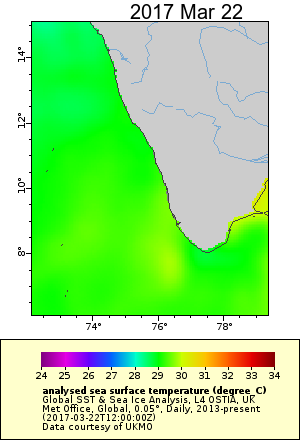 2017 Mar 22
14°
12°
10°
8°
74° 76° 78°
24 25 26 27 28 29 30 31 32 33 34
analysed sea surface temperature (degree_C)
Global SST & Sea Ice Analysis, L4 OSTIA, UK
Met Office, Global, 0.05°, Daily, 2013-present
(2017-03-22T12:00:00Z)
Data courtesy of UKMO